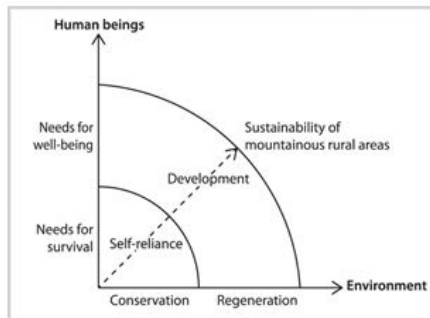 Human beings
Needs for
well-being
Sustainability of
mountainous rural areas
Development
Needs for
survival
Self-reliance
Environment
Conservation
Regeneration